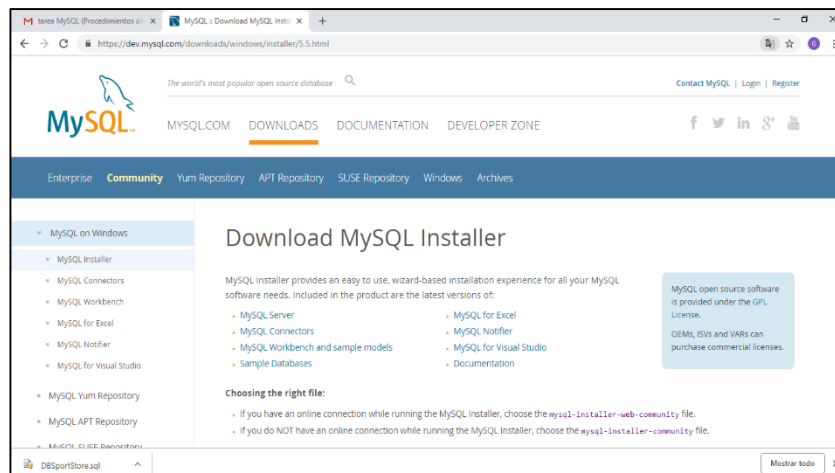 tarea MySQL (Procedimientos al
MySQL :: Download MySQL Insta
https://dev.mysql.com/downloads/windows/installer/5.5.html
G
The world's most popular open source database
Contact MySQL | Login | Register
MySQL™
MYSQL.COM DOWNLOADS DOCUMENTATION DEVELOPER ZONE
Enterprise Community Yum Repository APT Repository SUSE Repository Windows Archives
MySQL on Windows
MySQL Installer
MySQL Connectors
MySQL Workbench
MySQL for Excel
MySQL Notifier
MySQL for Visual Studio
MySQL Yum Repository
MySQL APT Repository
MySQL SUSE Repository
Download MySQL Installer
MySQL Installer provides an easy to use, wizard-based installation experience for all your MySQL
software needs. Included in the product are the latest versions of:
MySQL Server
MySQL Connectors
MySQL Workbench and sample models
Sample Databases
MySQL for Excel
MySQL Notifier
MySQL for Visual Studio
Documentation
MySQL open source software
is provided under the GPL
License.
OEMs, ISVs and VARs can
purchase commercial licenses.
Choosing the right file:
If you have an online connection while running the MySQL Installer, choose the mysql-installer-web-community file.
If you do NOT have an online connection while running the MySQL Installer, choose the mysql-installer-community file.
DBSportStore.sql
Mostrar todo